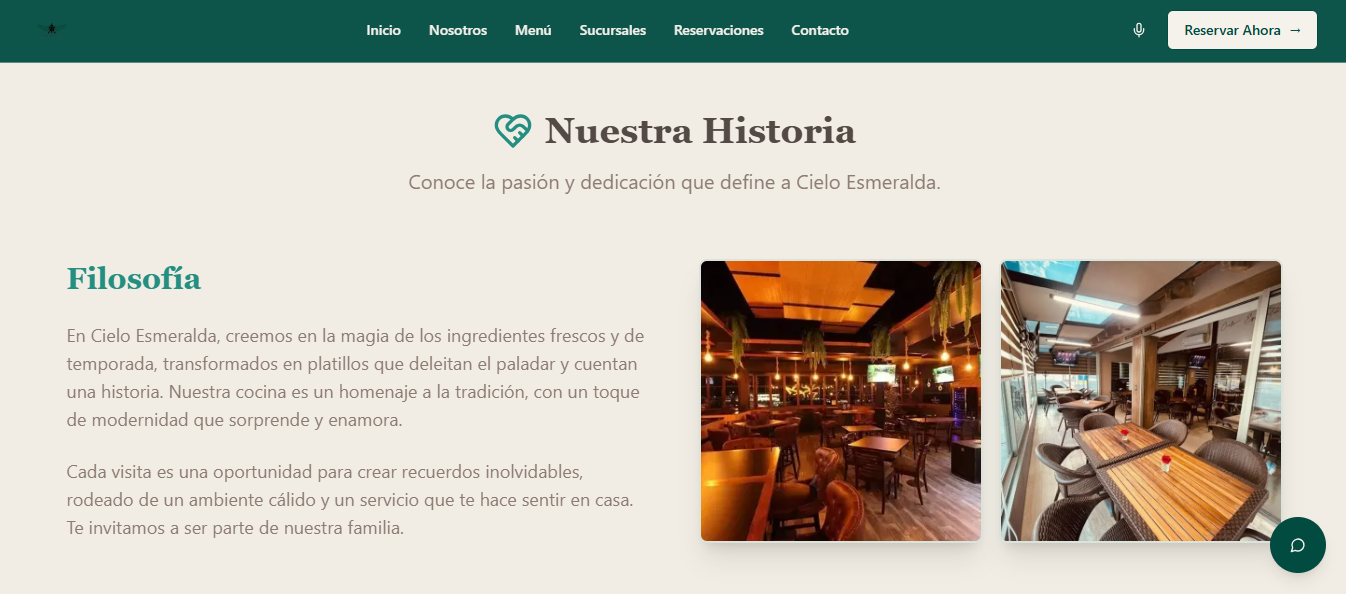 Inicio
Nosotros
Menú
Sucursales
Reservaciones
Contacto
Reservar Ahora →
Nuestra Historia
Conoce la pasión y dedicación que define a Cielo Esmeralda.
Filosofía
En Cielo Esmeralda, creemos en la magia de los ingredientes frescos y de
temporada, transformados en platillos que deleitan el paladar y cuentan
una historia. Nuestra cocina es un homenaje a la tradición, con un toque
de modernidad que sorprende y enamora.
Cada visita es una oportunidad para crear recuerdos inolvidables,
rodeado de un ambiente cálido y un servicio que te hace sentir en casa.
Te invitamos a ser parte de nuestra familia.